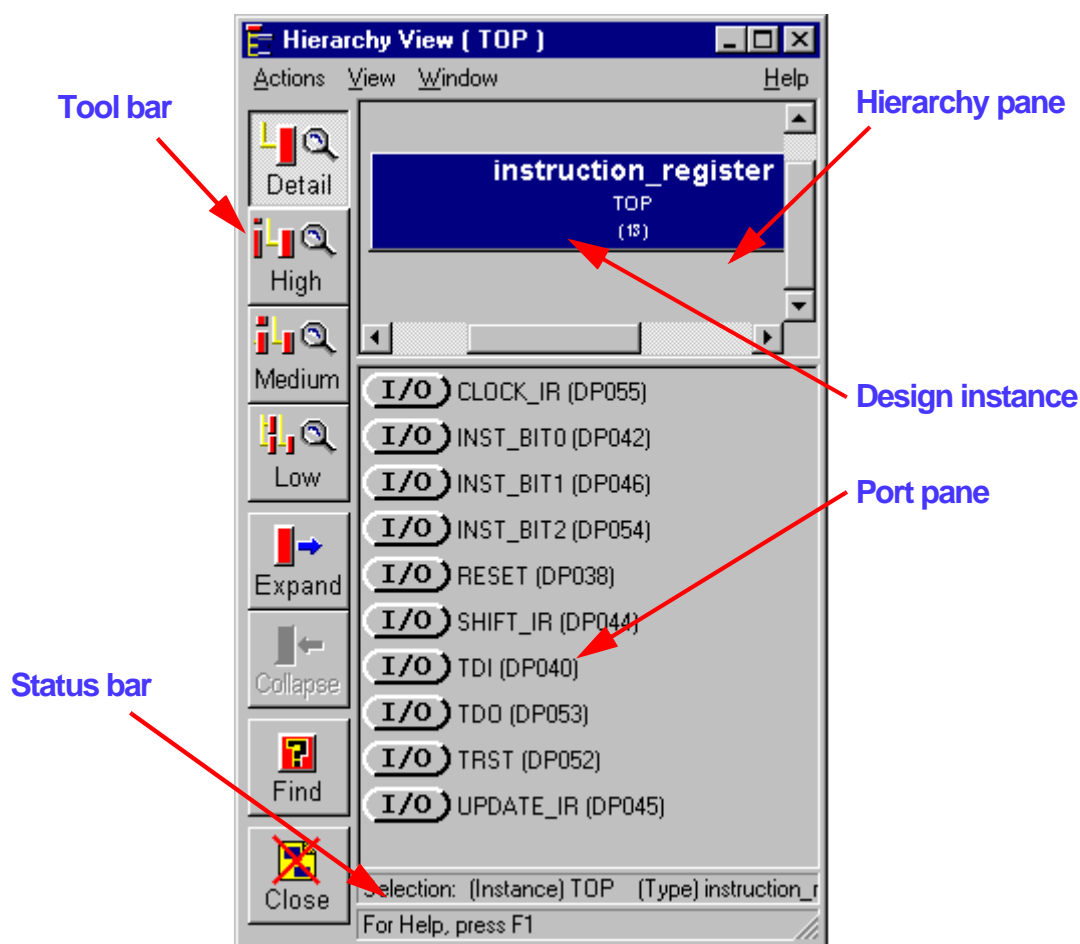 Hierarchy View ( TOP )
Actions View Window Help
Tool bar
Hierarchy pane
Detail
High
Medium
Low
Expand
Collapse
Find
Close
instruction_register
TOP
(13)
Design instance
Port pane
I/O CLOCK_IR (DP055)
I/O INST_BIT0 (DP042)
I/O INST_BIT1 (DP046)
I/O INST_BIT2 (DP054)
I/O RESET (DP038)
I/O SHIFT_IR (DP044)
I/O TDI (DP040)
I/O TDO (DP053)
I/O TRST (DP052)
I/O UPDATE_IR (DP045)
Status bar
Selection: (Instance) TOP (Type) instruction_r
For Help, press F1